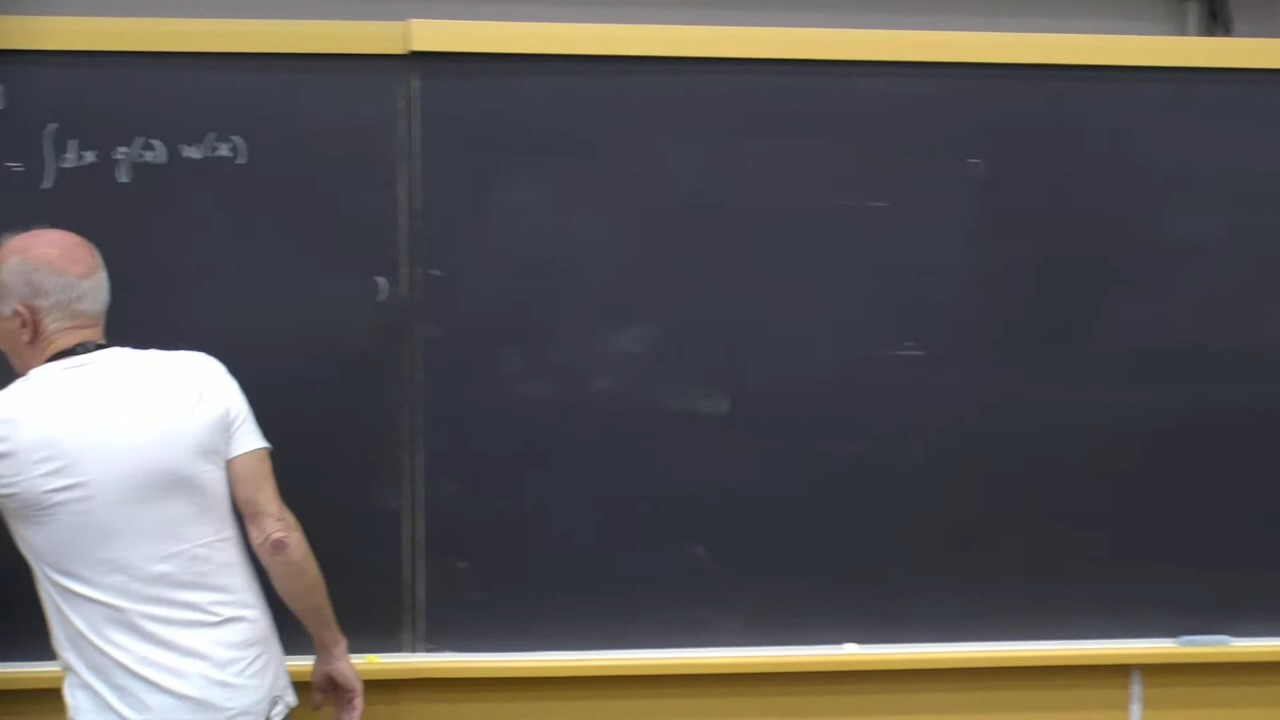 = ∫dx g(x) w(x)
)